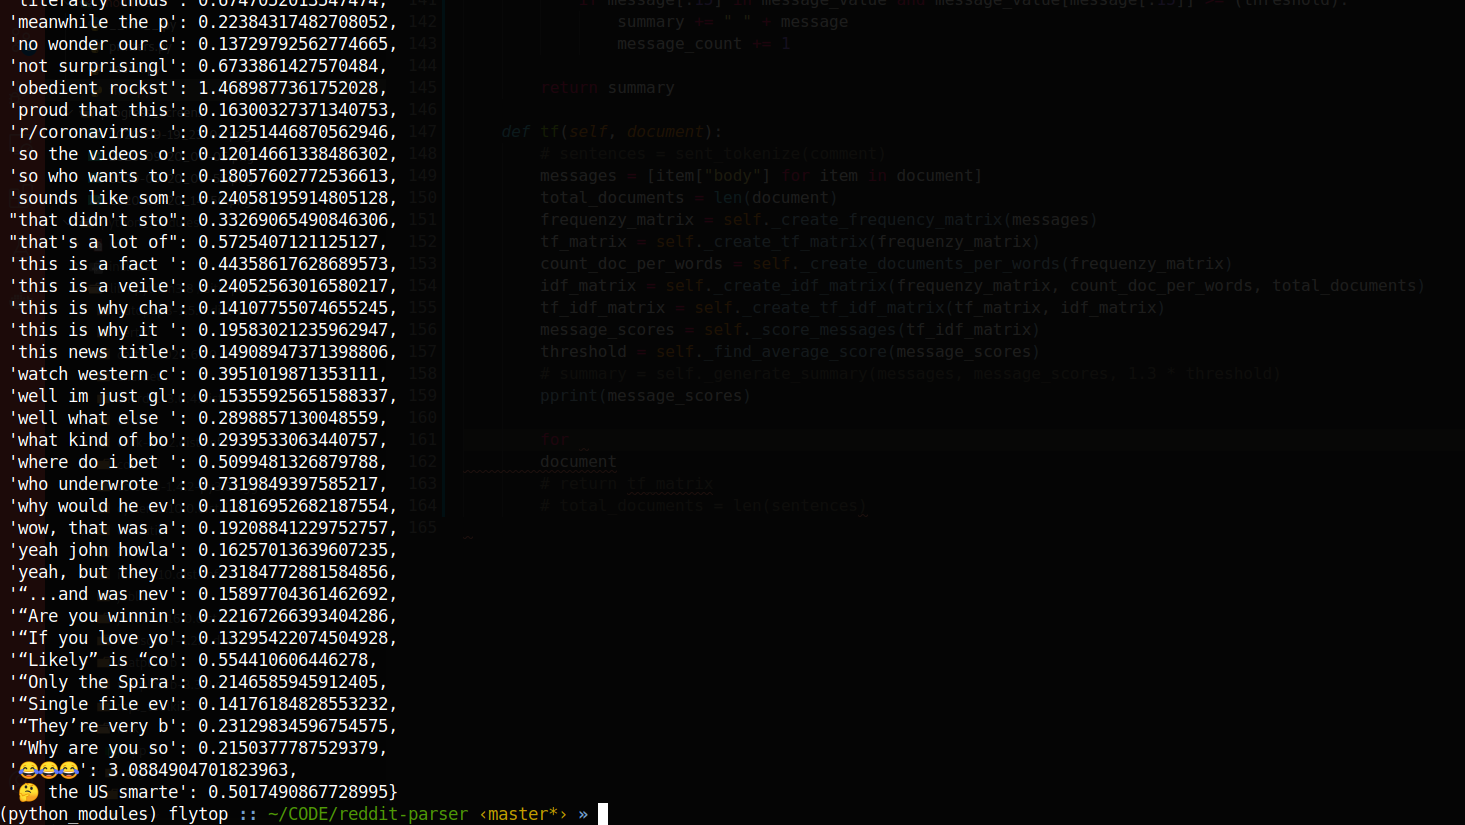 'literally thous': 0.6747052015547474,
'meanwhile the p': 0.22384317482708052,
'no wonder our c': 0.13729792562774665,
'not surprisingl': 0.6733861427570484,
'obedient rockst': 1.4689877361752028,
'proud that this': 0.16300327371340753,
'r/coronavirus: ': 0.21251446870562946,
'so the videos o': 0.12014661338486302,
'so who wants to': 0.18057602772536613,
'sounds like som': 0.24058195914805128,
"that didn't sto": 0.33269065490846306,
"that's a lot of": 0.5725407121125127,
'this is a fact ': 0.44358617628689573,
'this is a veile': 0.24052563016580217,
'this is why cha': 0.14107755074655245,
'this is why it ': 0.19583021235962947,
'this news title': 0.14908947371398806,
'watch western c': 0.3951019871353111,
'well im just gl': 0.15355925651588337,
'well what else ': 0.2898857130048559,
'what kind of bo': 0.2939533063440757,
'where do i bet ': 0.5099481326879788,
'who underwrote ': 0.7319849397585217,
'why would he ev': 0.11816952682187554,
'wow, that was a': 0.19208841229752757,
'yeah john howla': 0.16257013639607235,
'yeah, but they ': 0.23184772881584856,
'“...and was nev': 0.15897704361462692,
'“Are you winnin': 0.22167266393404286,
'“If you love yo': 0.13295422074504928,
'“Likely” is “co': 0.554410606446278,
'“Only the Spira': 0.2146585945912405,
'“Single file ev': 0.14176184828553232,
'“They’re very b': 0.23129834596754575,
'“Why are you so': 0.2150377787529379,
'😂😂😂': 3.0884904701823963,
'🤔 the US smarte': 0.5017490867728995}
(python_modules) flytop :: ~/CODE/reddit-parser ‹master*› »
142 summary += " " + message
143 message_count += 1
144
145 return summary
146
147 def tf(self, document):
148 # sentences = sent_tokenize(comment)
149 messages = [item["body"] for item in document]
150 total_documents = len(document)
151 frequenzy_matrix = self._create_frequency_matrix(messages)
152 tf_matrix = self._create_tf_matrix(frequenzy_matrix)
153 count_doc_per_words = self._create_documents_per_words(frequenzy_matrix)
154 idf_matrix = self._create_idf_matrix(frequenzy_matrix, count_doc_per_words, total_documents)
155 tf_idf_matrix = self._create_tf_idf_matrix(tf_matrix, idf_matrix)
156 message_scores = self._score_messages(tf_idf_matrix)
157 threshold = self._find_average_score(message_scores)
158 # summary = self._generate_summary(messages, message_scores, 1.3 * threshold)
159 pprint(message_scores)
160
161 for _
162 document
163 # return tf_matrix
164 # total_documents = len(sentences)
165